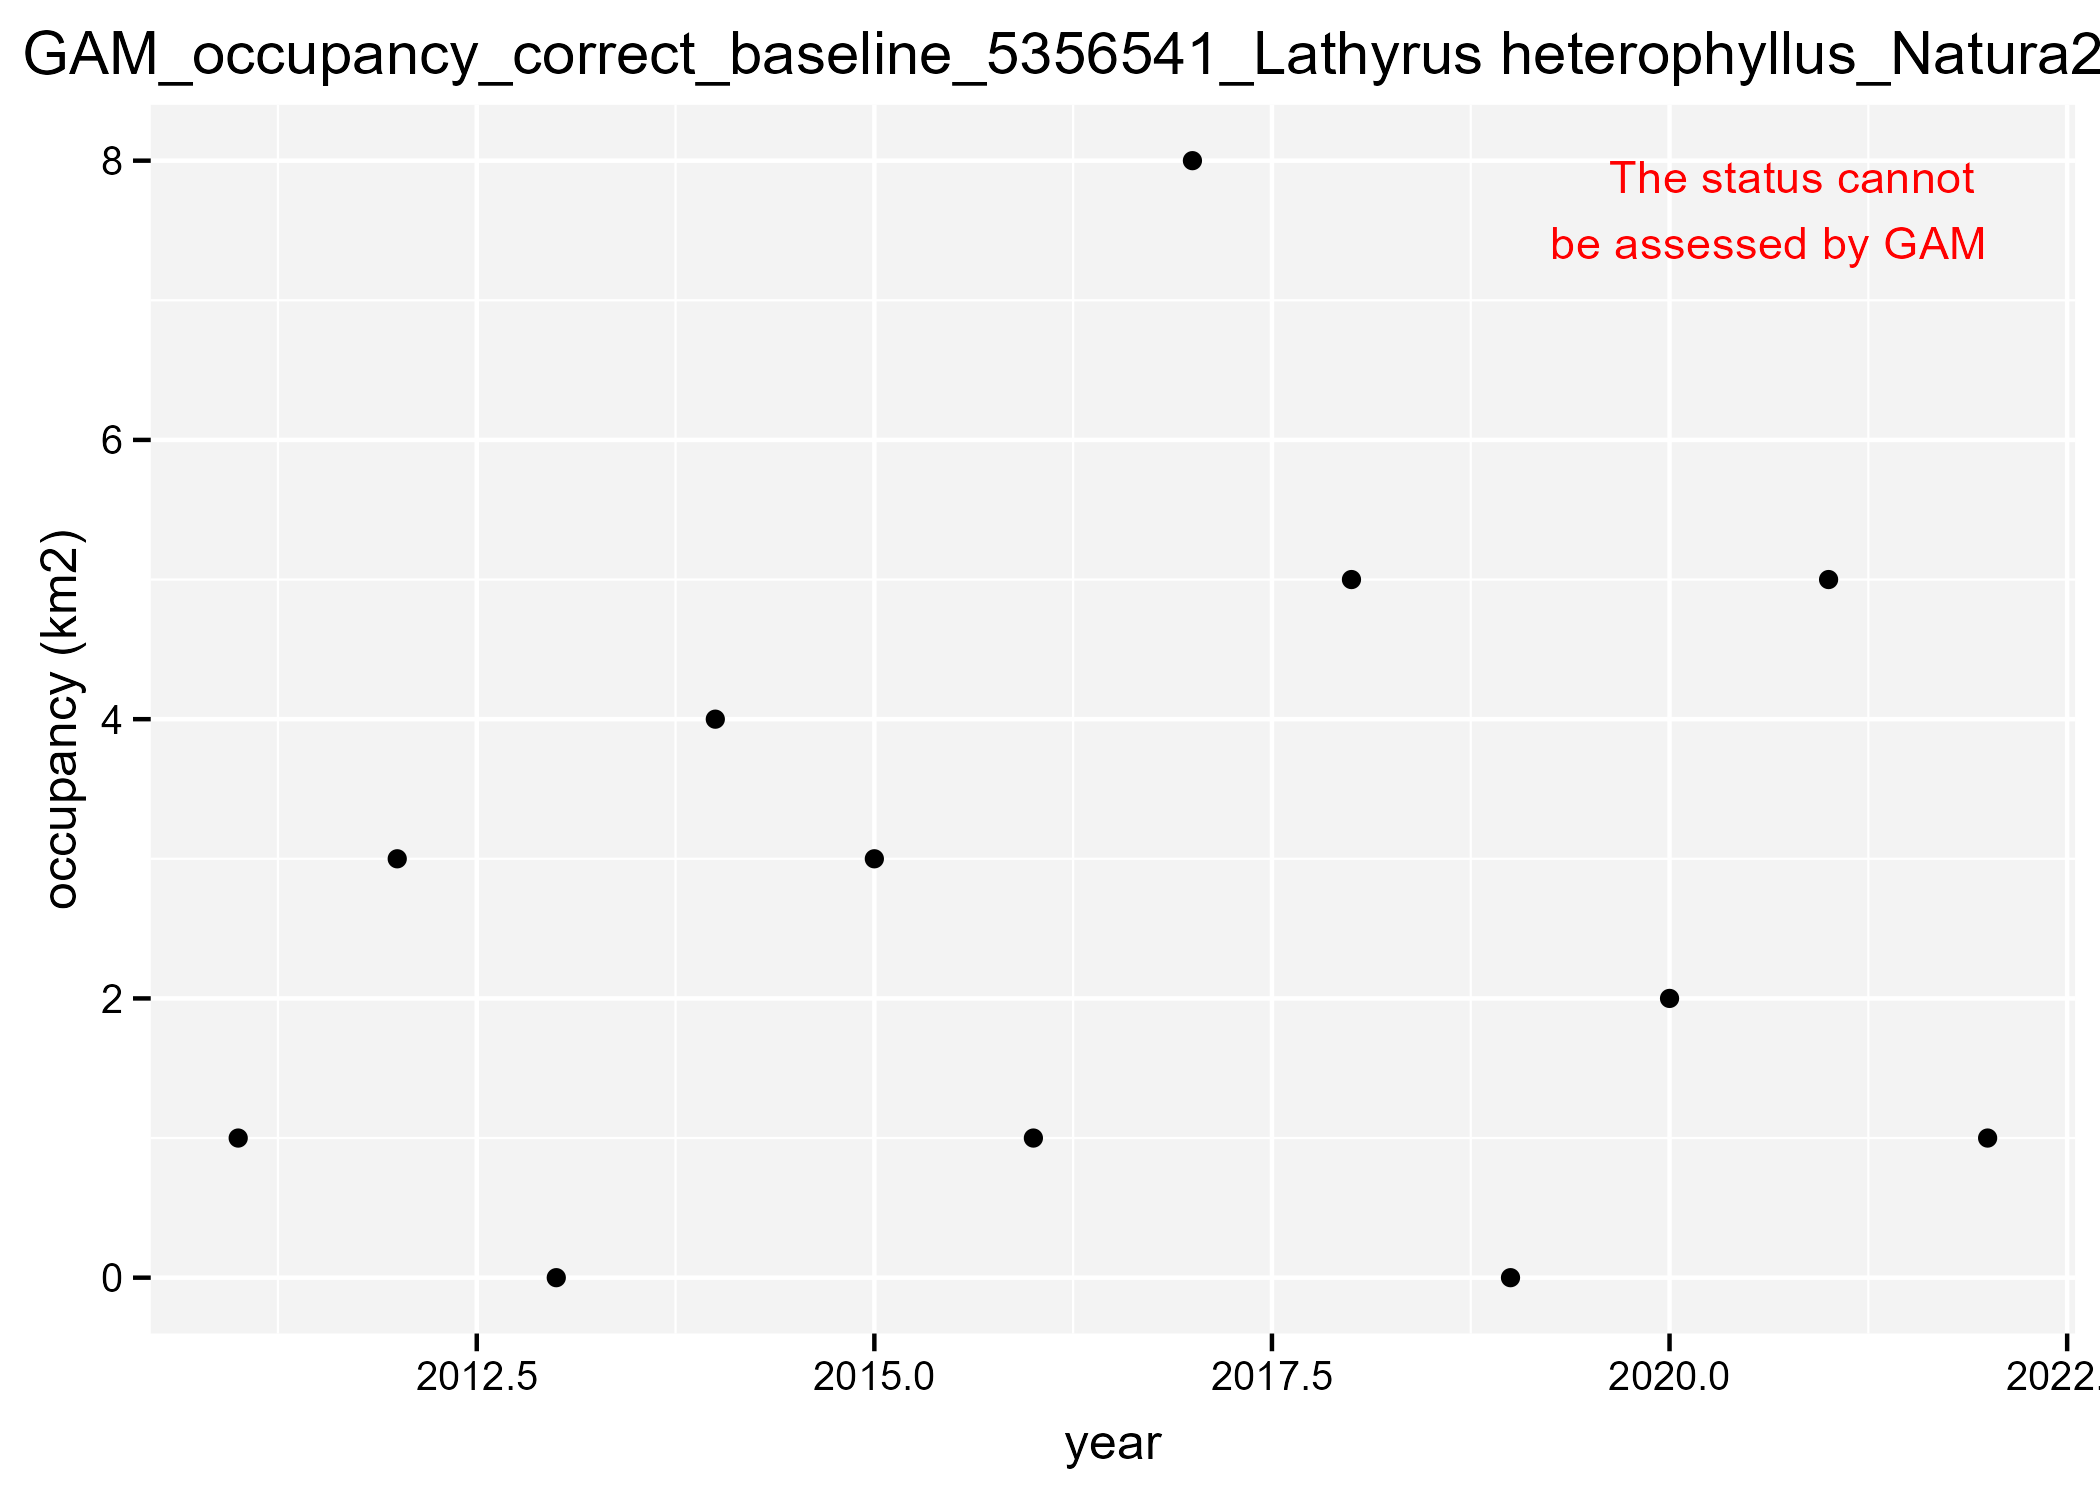 GAM_occupancy_correct_baseline_5356541_Lathyrus heterophyllus_Natura2
8
The status cannot
be assessed by GAM
6
occupancy (km2)
4
2
0
2012.5
2015.0
2017.5
2020.0
2022.
year